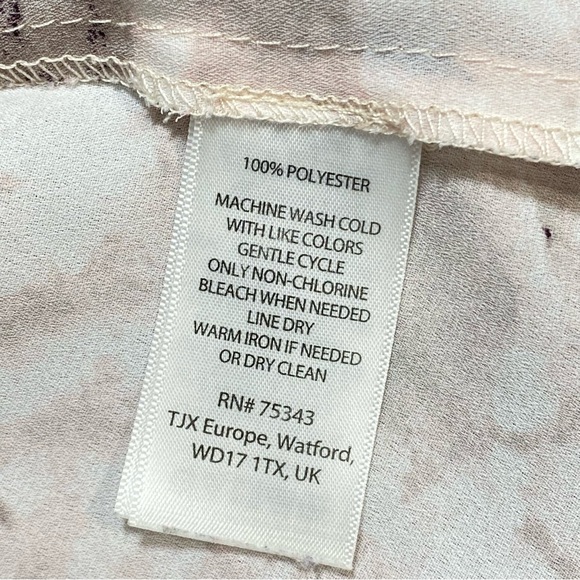 100% POLYESTER
MACHINE WASH COLD
WITH LIKE COLORS
GENTLE CYCLE
ONLY NON-CHLORINE
BLEACH WHEN NEEDED
LINE DRY
WARM IRON IF NEEDED
OR DRY CLEAN
RN# 75343
TJX Europe, Watford,
WD17 1TX, UK